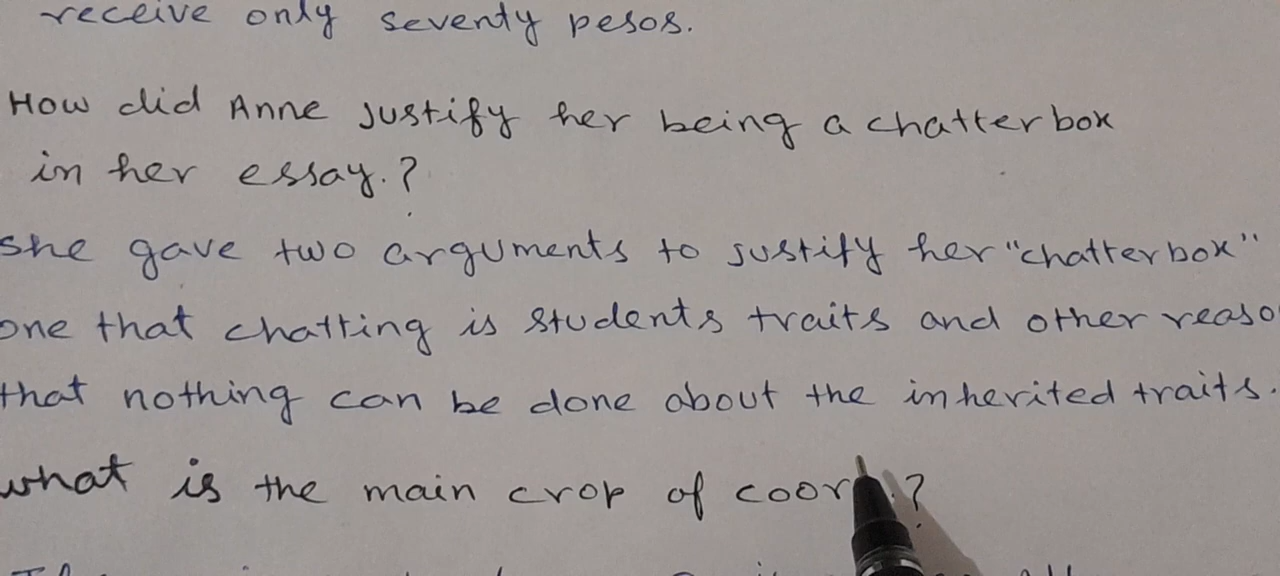 receive only seventy pesos.
How did Anne justify her being a chatterbox
in her essay.?
she gave two arguments to justify her "chatterbox"
one that chatting is students traits and other reaso
that nothing can be done about the inherited traits.
what is the main crop of ?